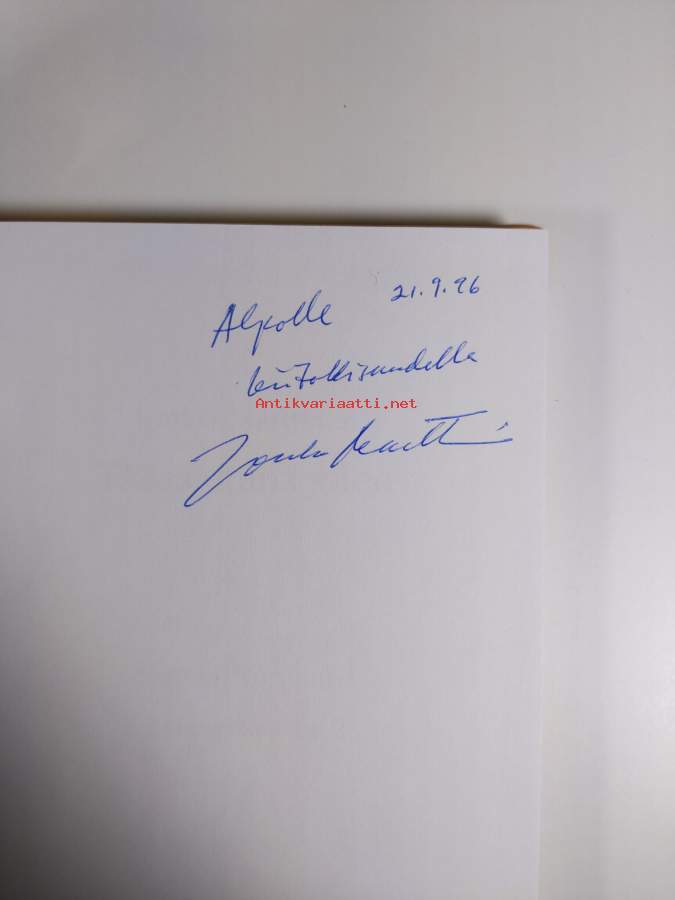 21.9.96
Alpolle
kiitollisuudella
Antikvariaatti.net